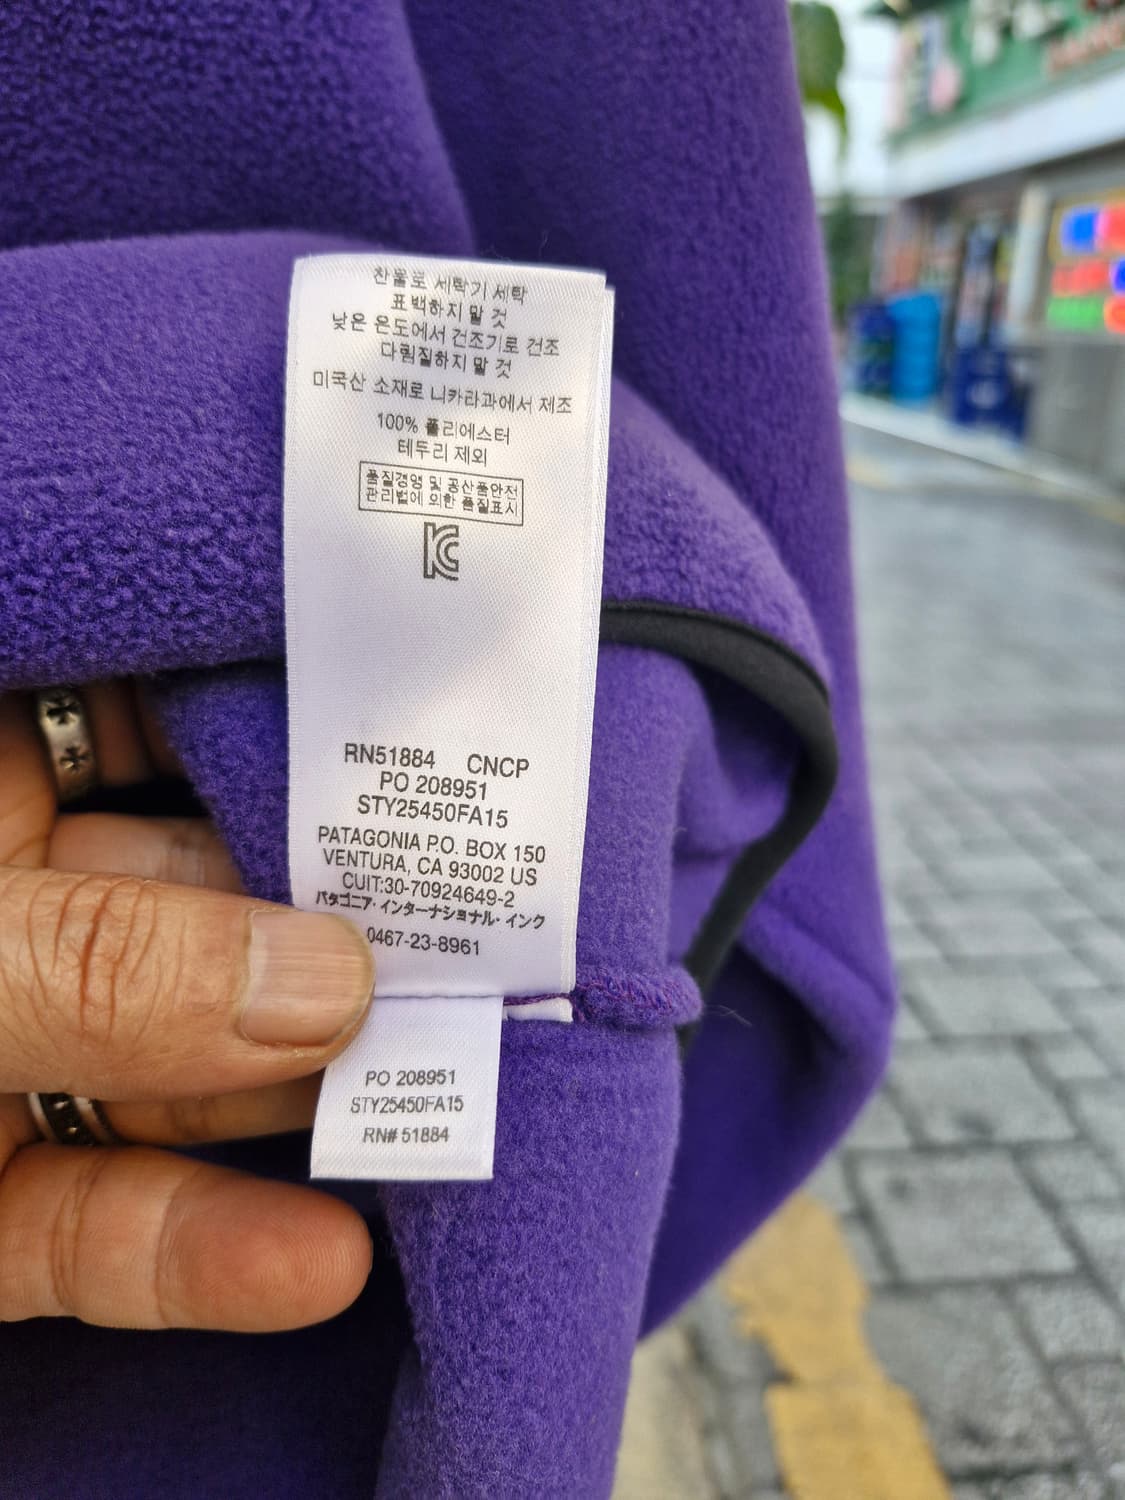 찬물로 세탁기 세탁
표백하지 말 것
낮은 온도에서 건조기로 건조
다림질하지 말 것
미국산 소재로 니카라과에서 제조
100% 폴리에스터
테두리 제외
품질경영 및 공산품안전
관리법에 의한 품질표시
KC
RN51884 CNCP
PO 208951
STY25450FA15
PATAGONIA P.O. BOX 150
VENTURA, CA 93002 US
CUIT:30-70924649-2
パタゴニア・インターナショナル・インク
0467-23-8961
PO 208951
STY25450FA15
RN# 51884